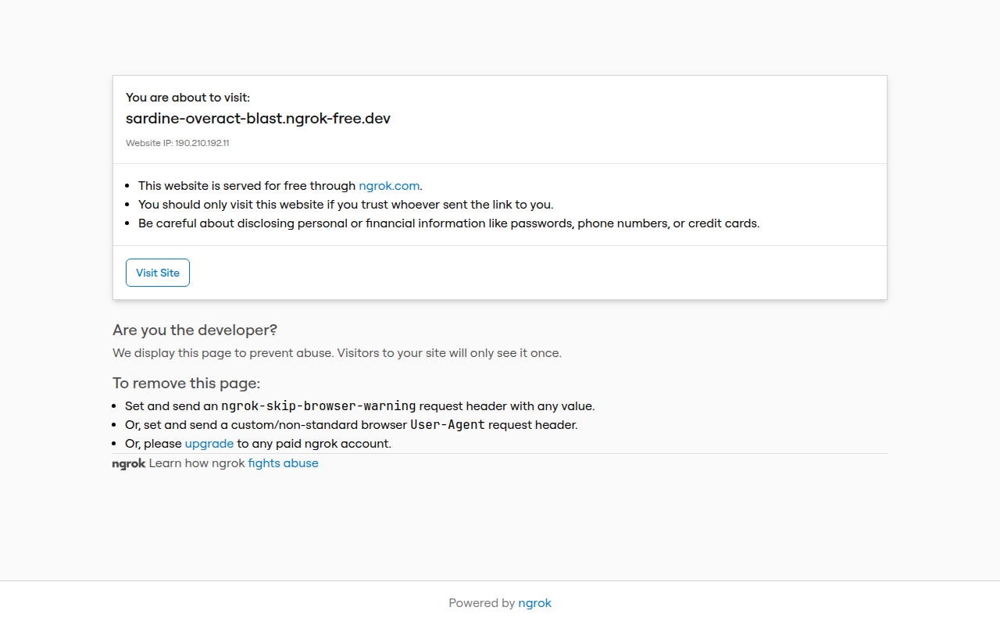 You are about to visit:
sardine-overact-blast.ngrok-free.dev
Website IP: 190.210.192.11
This website is served for free through ngrok.com.
You should only visit this website if you trust whoever sent the link to you.
Be careful about disclosing personal or financial information like passwords, phone numbers, or credit cards.
Visit Site
Are you the developer?
We display this page to prevent abuse. Visitors to your site will only see it once.
To remove this page:
Set and send an ngrok-skip-browser-warning request header with any value.
Or, set and send a custom/non-standard browser User-Agent request header.
Or, please upgrade to any paid ngrok account.
ngrok Learn how ngrok fights abuse
Powered by ngrok